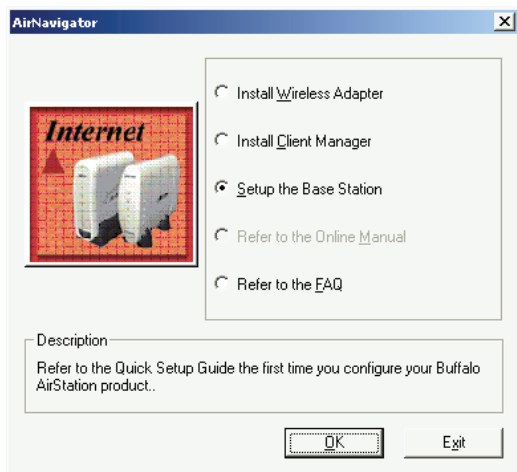 AirNavigator
Internet
Install Wireless Adapter
Install Client Manager
Setup the Base Station
Refer to the Online Manual
Refer to the FAQ
Description
Refer to the Quick Setup Guide the first time you configure your Buffalo
AirStation product..
OK
Exit